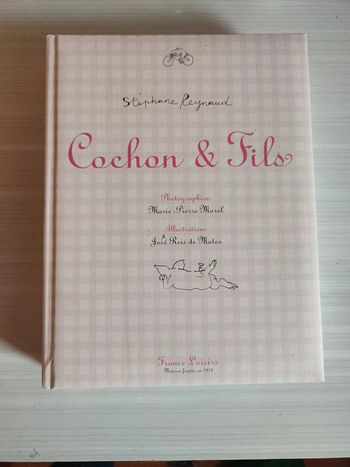 Stéphane Reynaud
Cochon & Fils
Photographies
Marie-Pierre Morel
Illustrations
José Reis de Matos
France Loisirs